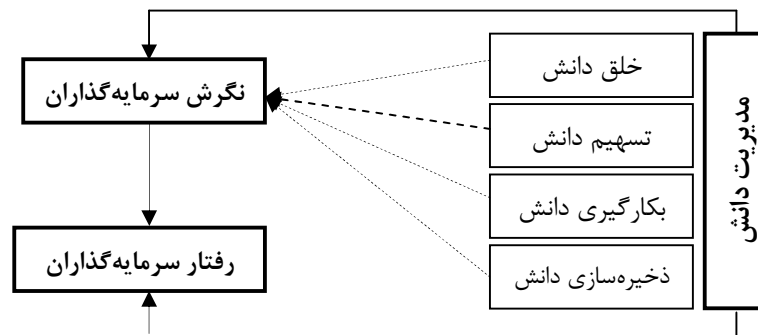 خلق دانش
نگرش سرمایه‌گذاران
تسهیم دانش
مدیریت دانش
بکارگیری دانش
رفتار سرمایه‌گذاران
ذخیره‌سازی دانش